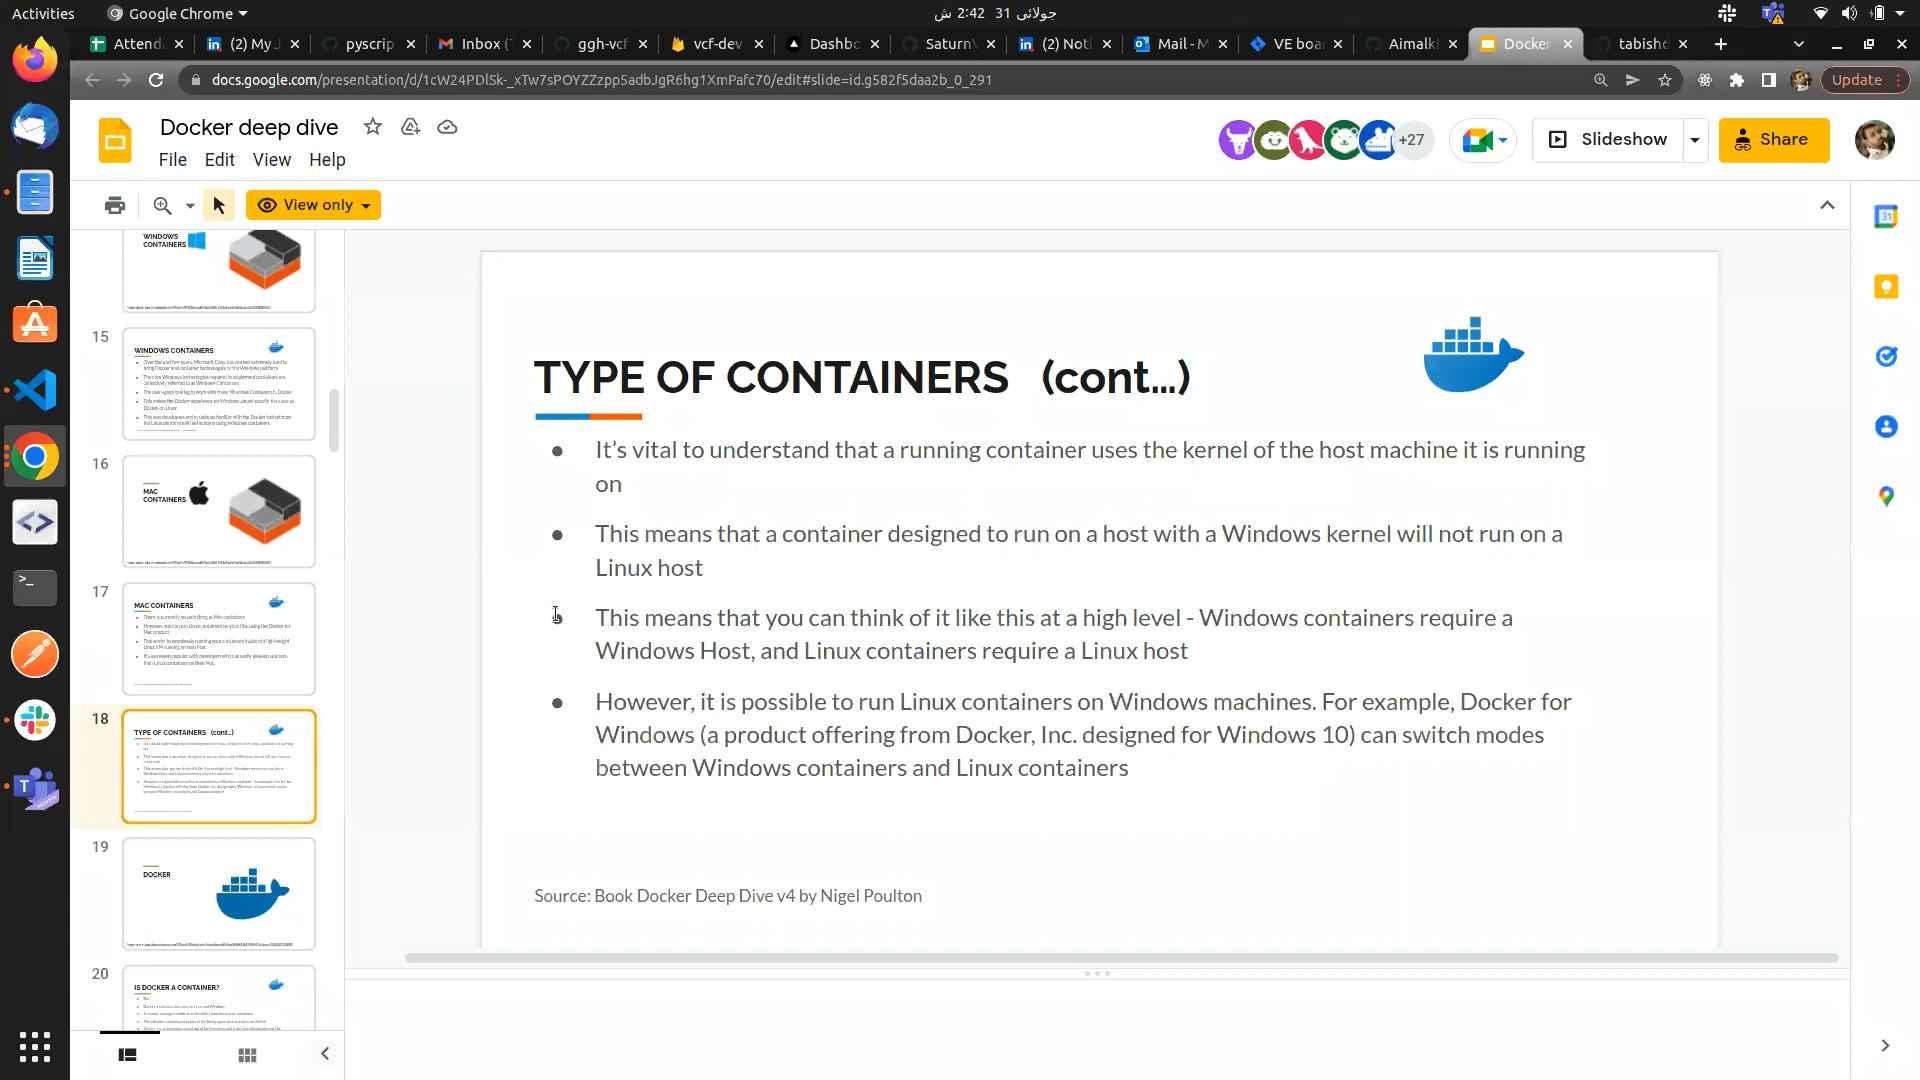 Activities
Google Chrome
جولائی 31 2:42 ش
Attend
(2) My J
pyscrip
Inbox (
ggh-vcf
vcf-dev
Dashbo
Saturn
(2) Noti
Mail - M
VE boa
Aimalkh
Docker
docs.google.com/presentation/d/1cW24PDlSk-_xTw7sPOYZZzpp5adbJgR6hg1XmPafc70/edit#slide=id.g582f5daa2b_0_291
Update
Docker deep dive
File Edit View Help
+27
Slideshow
Share
View only
WINDOWS
CONTAINERS
15
WINDOWS CONTAINERS
16
MAC
CONTAINERS
17
MAC CONTAINERS
18
TYPE OF CONTAINERS (cont...)
19
DOCKER
20
IS DOCKER A CONTAINER?
TYPE OF CONTAINERS (cont...)
● It's vital to understand that a running container uses the kernel of the host machine it is running
on
● This means that a container designed to run on a host with a Windows kernel will not run on a
Linux host
● This means that you can think of it like this at a high level - Windows containers require a
Windows Host, and Linux containers require a Linux host
● However, it is possible to run Linux containers on Windows machines. For example, Docker for
Windows (a product offering from Docker, Inc. designed for Windows 10) can switch modes
between Windows containers and Linux containers
Source: Book Docker Deep Dive v4 by Nigel Poulton
31